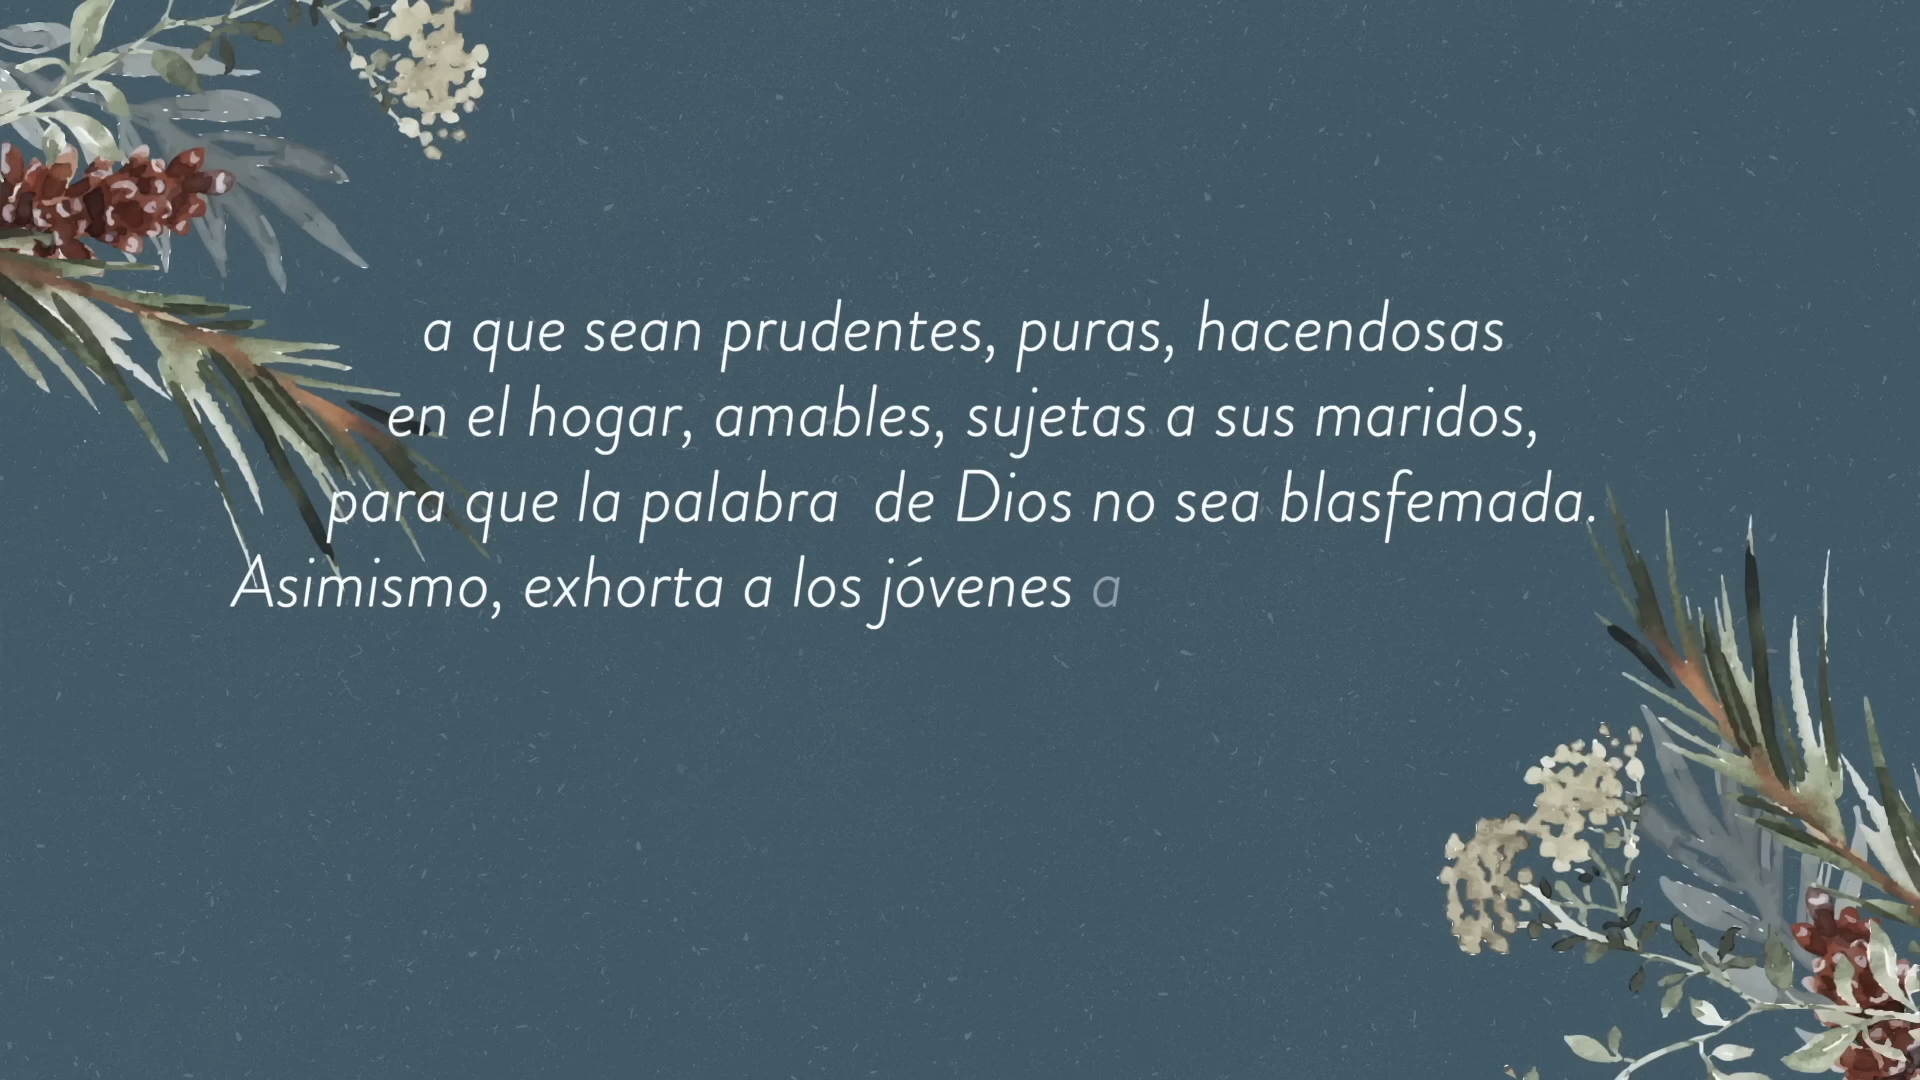 a que sean prudentes, puras, hacendosas
en el hogar, amables, sujetas a sus maridos,
para que la palabra de Dios no sea blasfemada.
Asimismo, exhorta a los jóvenes a